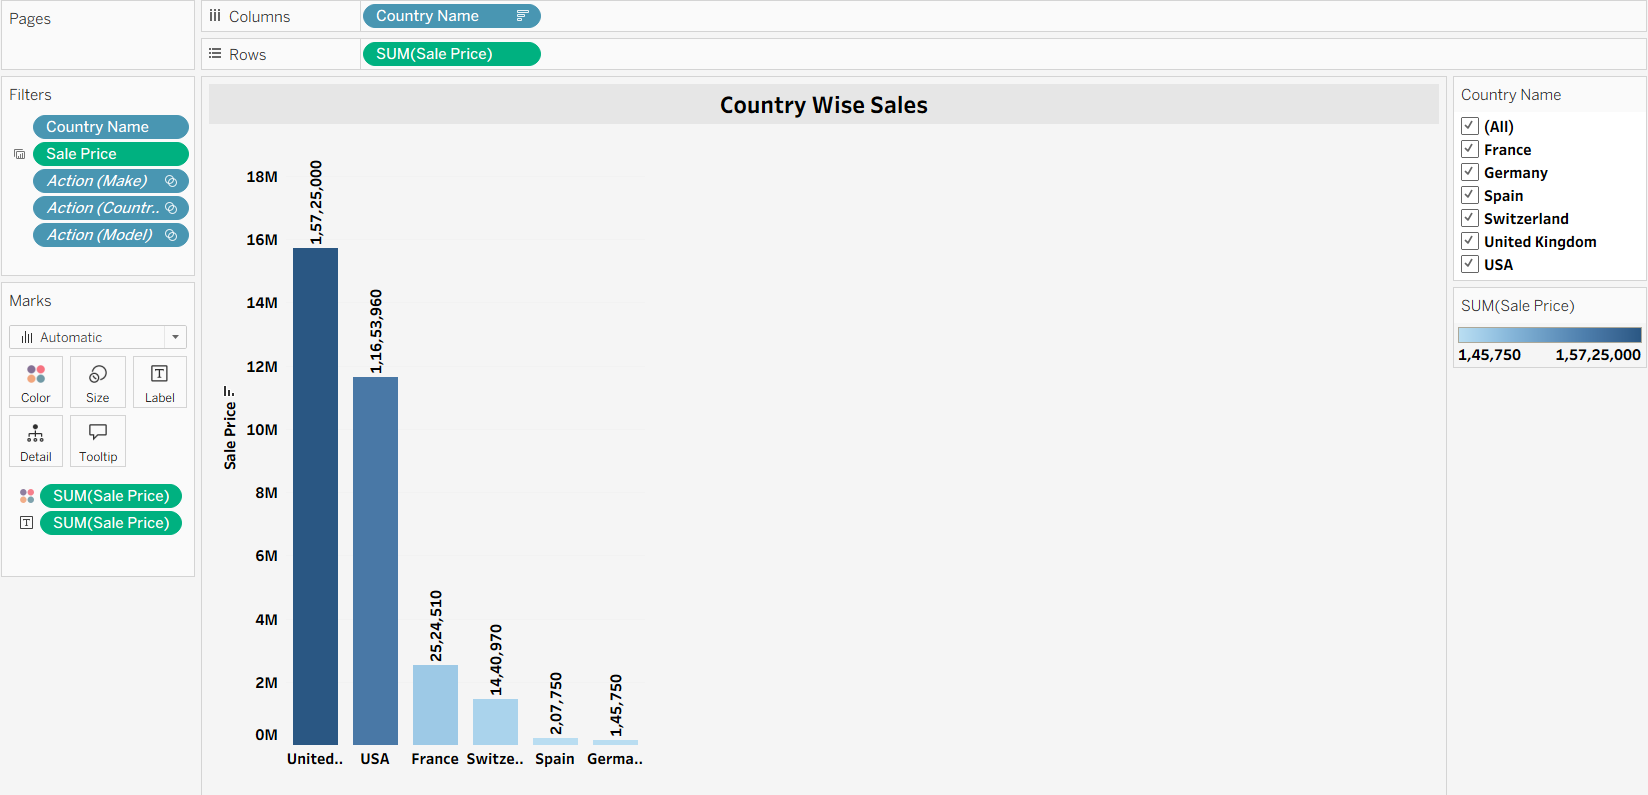 Pages
Columns
Country Name
Rows
SUM(Sale Price)
Filters
Country Name
Sale Price
Action (Make)
Action (Countr..
Action (Model)
Marks
Automatic
Color
Size
Label
Detail
Tooltip
SUM(Sale Price)
SUM(Sale Price)
Country Wise Sales
Sale Price
18M
16M
14M
12M
10M
8M
6M
4M
2M
0M
1,57,25,000
1,16,53,960
25,24,510
14,40,970
2,07,750
1,45,750
United.. USA France Switze.. Spain Germa..
Country Name
(All)
France
Germany
Spain
Switzerland
United Kingdom
USA
SUM(Sale Price)
1,45,750 1,57,25,000